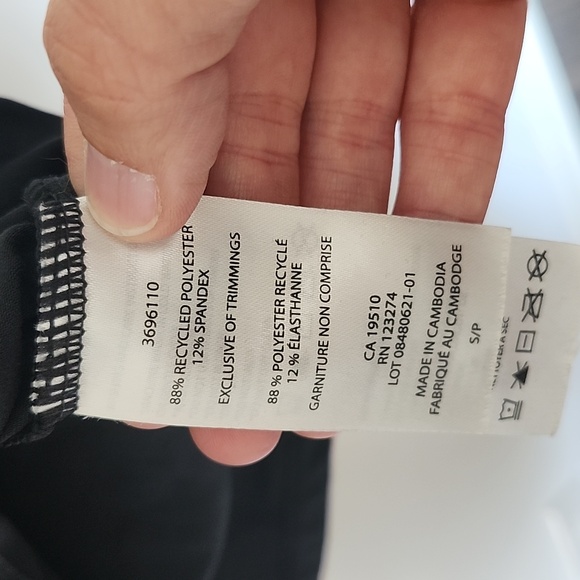 3696110
88% RECYCLED POLYESTER
12% SPANDEX
EXCLUSIVE OF TRIMMINGS
88 % POLYESTER RECYCLÉ
12 % ÉLASTHANNE
GARNITURE NON COMPRISE
CA 19510
RN 123274
LOT 08480621-01
MADE IN CAMBODIA
FABRIQUÉ AU CAMBODGE
S/P
SEC